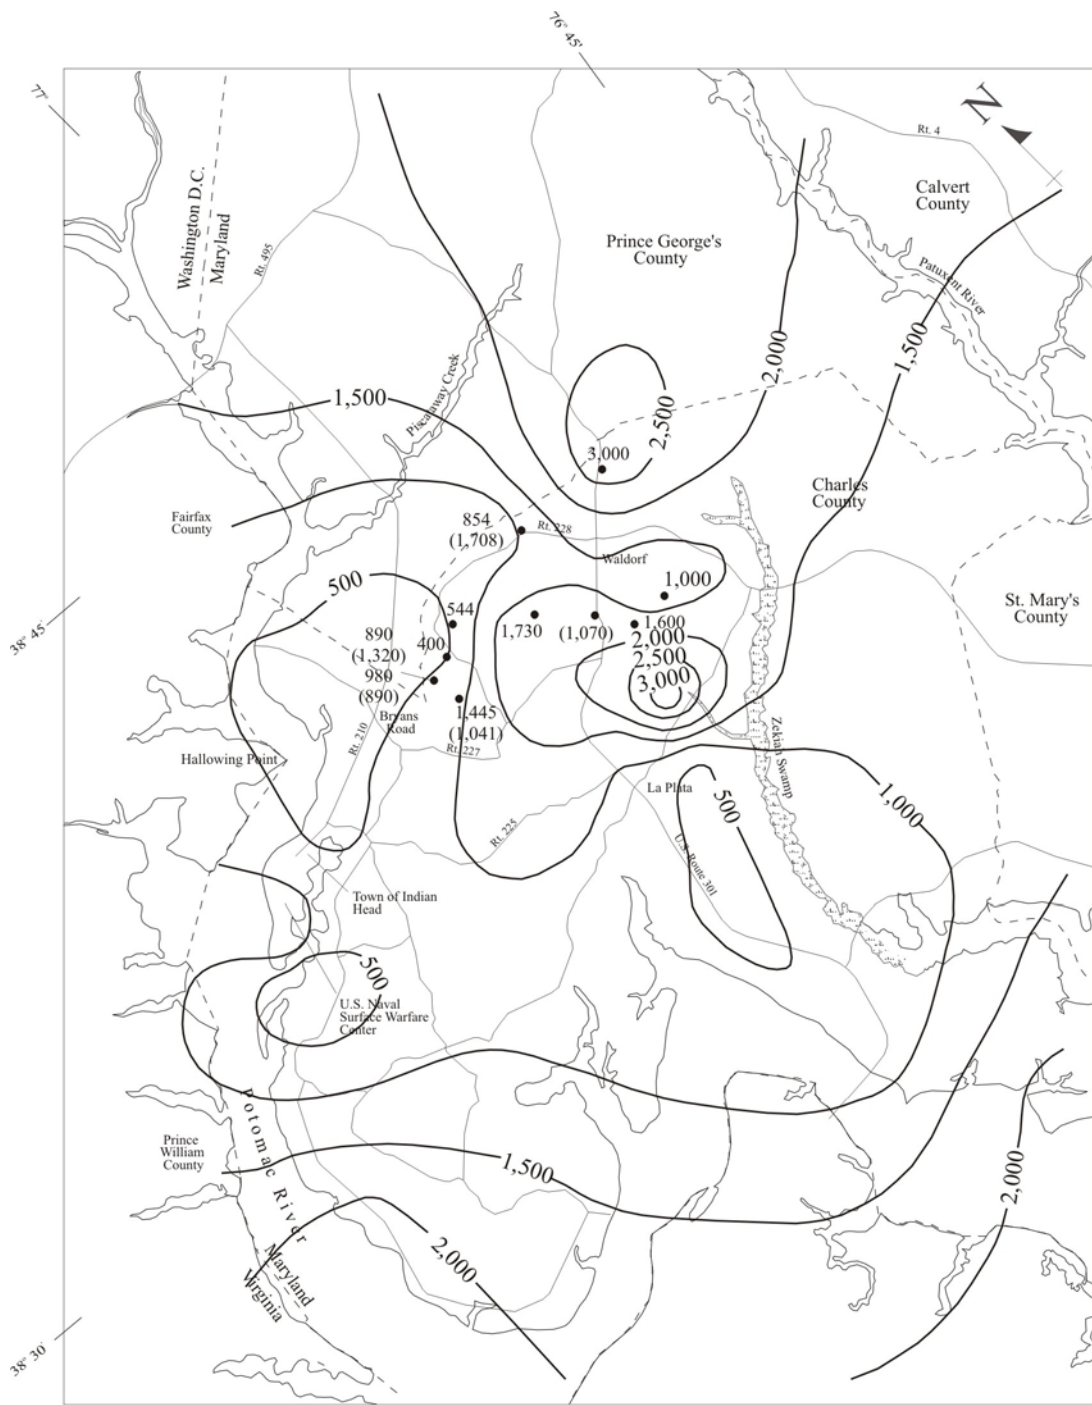 76° 45'
77°
N
Rt. 4
Washington D.C.
Maryland
Calvert
County
Prince George's
County
Rt. 495
Patuxent River
1,500
2,000
Piscataway Creek
1,500
2,500
3,000
Charles
County
Fairfax
County
854
(1,708)
Rt. 228
Waldorf
500
1,000
St. Mary's
County
38° 45'
544
1,730
(1,070)
1,600
890
(1,320)
400
2,000
2,500
980
(890)
3,000
Bryans
Road
1,445
(1,041)
Rt. 210
Rt. 227
Zekiah Swamp
Hallowing Point
La Plata
500
1,000
Rt. 225
U.S. Route 301
Town of Indian
Head
500
U.S. Naval
Surface Warfare
Center
Potomac River
Prince
William
County
1,500
2,000
2,000
Maryland
Virginia
38° 30'